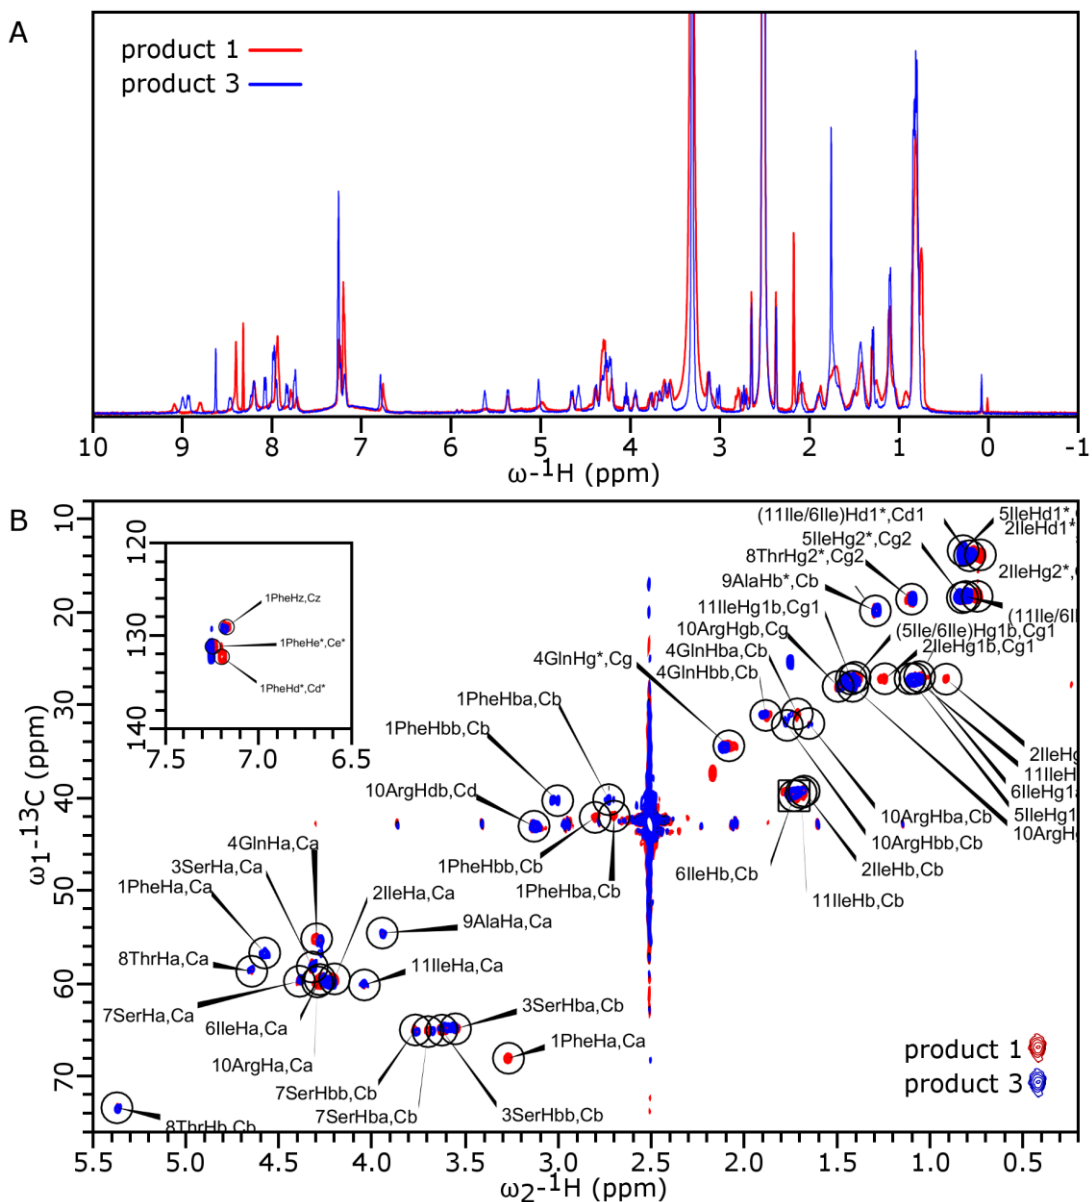 A
product 1
product 3
10 9 8 7 6 5 4 3 2 1 0 -1
ω-¹H (ppm)
B
10
20
30
40
50
60
70
ω₁-¹³C (ppm)
120
130
140
7.5 7.0 6.5
1PheHz,Cz
1PheHe*,Ce*
1PheHd*,Cd*
(11Ile/6Ile)Hd1*,Cd1
5IleHd1*,
2IleHd1*
5IleHg2*,Cg2
8ThrHg2*,Cg2
2IleHg2*,
9AlaHb*,Cb
11IleHg1b,Cg1
(11Ile/6Il
10ArgHgb,Cg
(5Ile/6Ile)Hg1b,Cg1
4GlnHba,Cb
2IleHg1b,Cg1
4GlnHbb,Cb
4GlnHg*,Cg
1PheHba,Cb
1PheHbb,Cb
2IleHg
11IleH
6IleHg1
5IleHg1
10ArgHg
10ArgHdb,Cd
10ArgHba,Cb
10ArgHbb,Cb
4GlnHa,Ca
3SerHa,Ca
1PheHbb,Cb
6IleHb,Cb
2IleHb,Cb
1PheHa,Ca
2IleHa,Ca
1PheHba,Cb
11IleHb,Cb
9AlaHa,Ca
8ThrHa,Ca
11IleHa,Ca
7SerHa,Ca
6IleHa,Ca
3SerHba,Cb
10ArgHa,Ca
1PheHa,Ca
7SerHbb,Cb
7SerHba,Cb
3SerHbb,Cb
8ThrHb,Cb
product 1
product 3
5.5 5.0 4.5 4.0 3.5 3.0 2.5 2.0 1.5 1.0 0.5
ω₂-¹H (ppm)